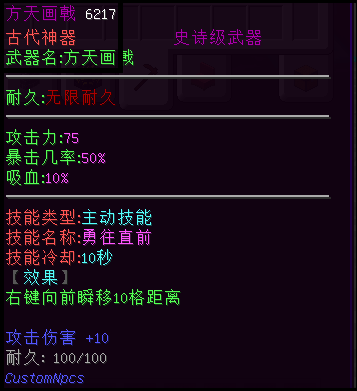 方天画戟 6217
古代神器 史诗级武器
武器名:方天画戟
耐久:无限耐久
攻击力:75
暴击几率:50%
吸血:10%
技能类型:主动技能
技能名称:勇往直前
技能冷却:10秒
【 效果 】
右键向前瞬移10格距离
攻击伤害 +10
耐久: 100/100
CustomNpcs